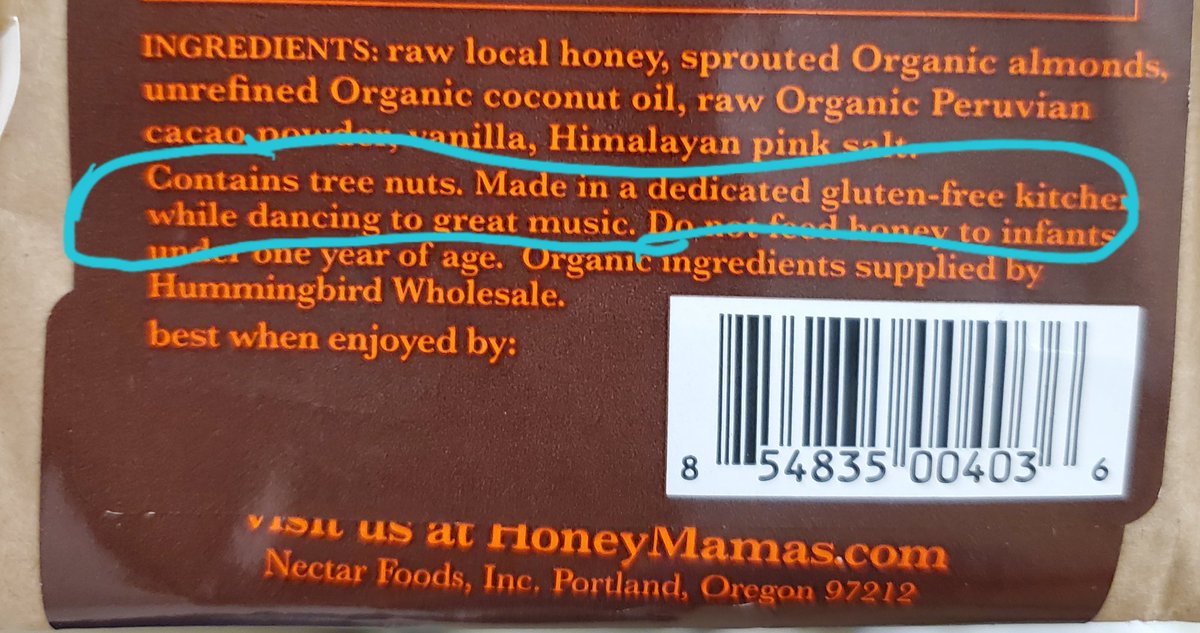 INGREDIENTS: raw local honey, sprouted Organic almonds,
unrefined Organic coconut oil, raw Organic Peruvian
cacao powder, vanilla, Himalayan pink salt.
Contains tree nuts. Made in a dedicated gluten-free kitchen
while dancing to great music. Do not feed honey to infants
under one year of age. Organic ingredients supplied by
Hummingbird Wholesale.
best when enjoyed by:
8 54835 00403 6
Visit us at HoneyMamas.com
Nectar Foods, Inc. Portland, Oregon 97212